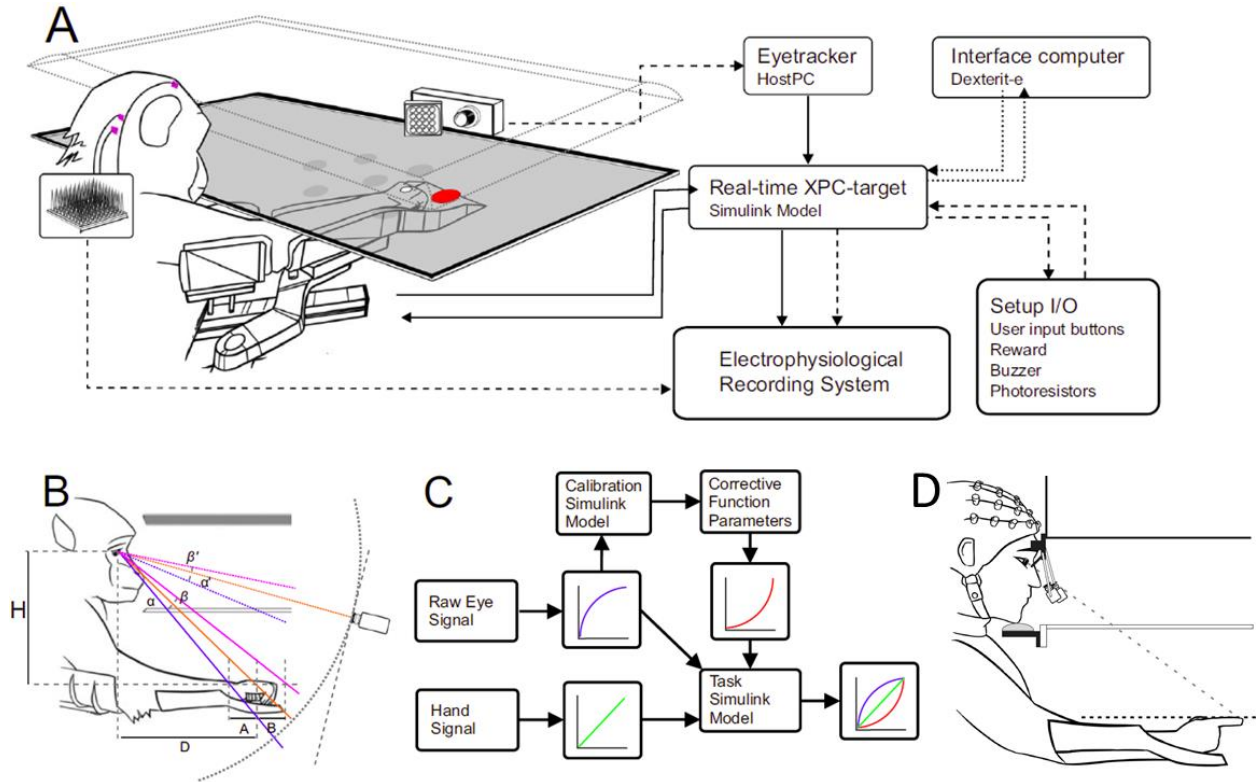 A
Eyetracker
HostPC
Interface computer
Dexterit-e
Real-time XPC-target
Simulink Model
Setup I/O
User input buttons
Reward
Buzzer
Photoresistors
Electrophysiological
Recording System
B
H
β'
α'
α
β
A
B
D
C
Calibration
Simulink
Model
Corrective
Function
Parameters
Raw Eye
Signal
Hand
Signal
Task
Simulink
Model
D